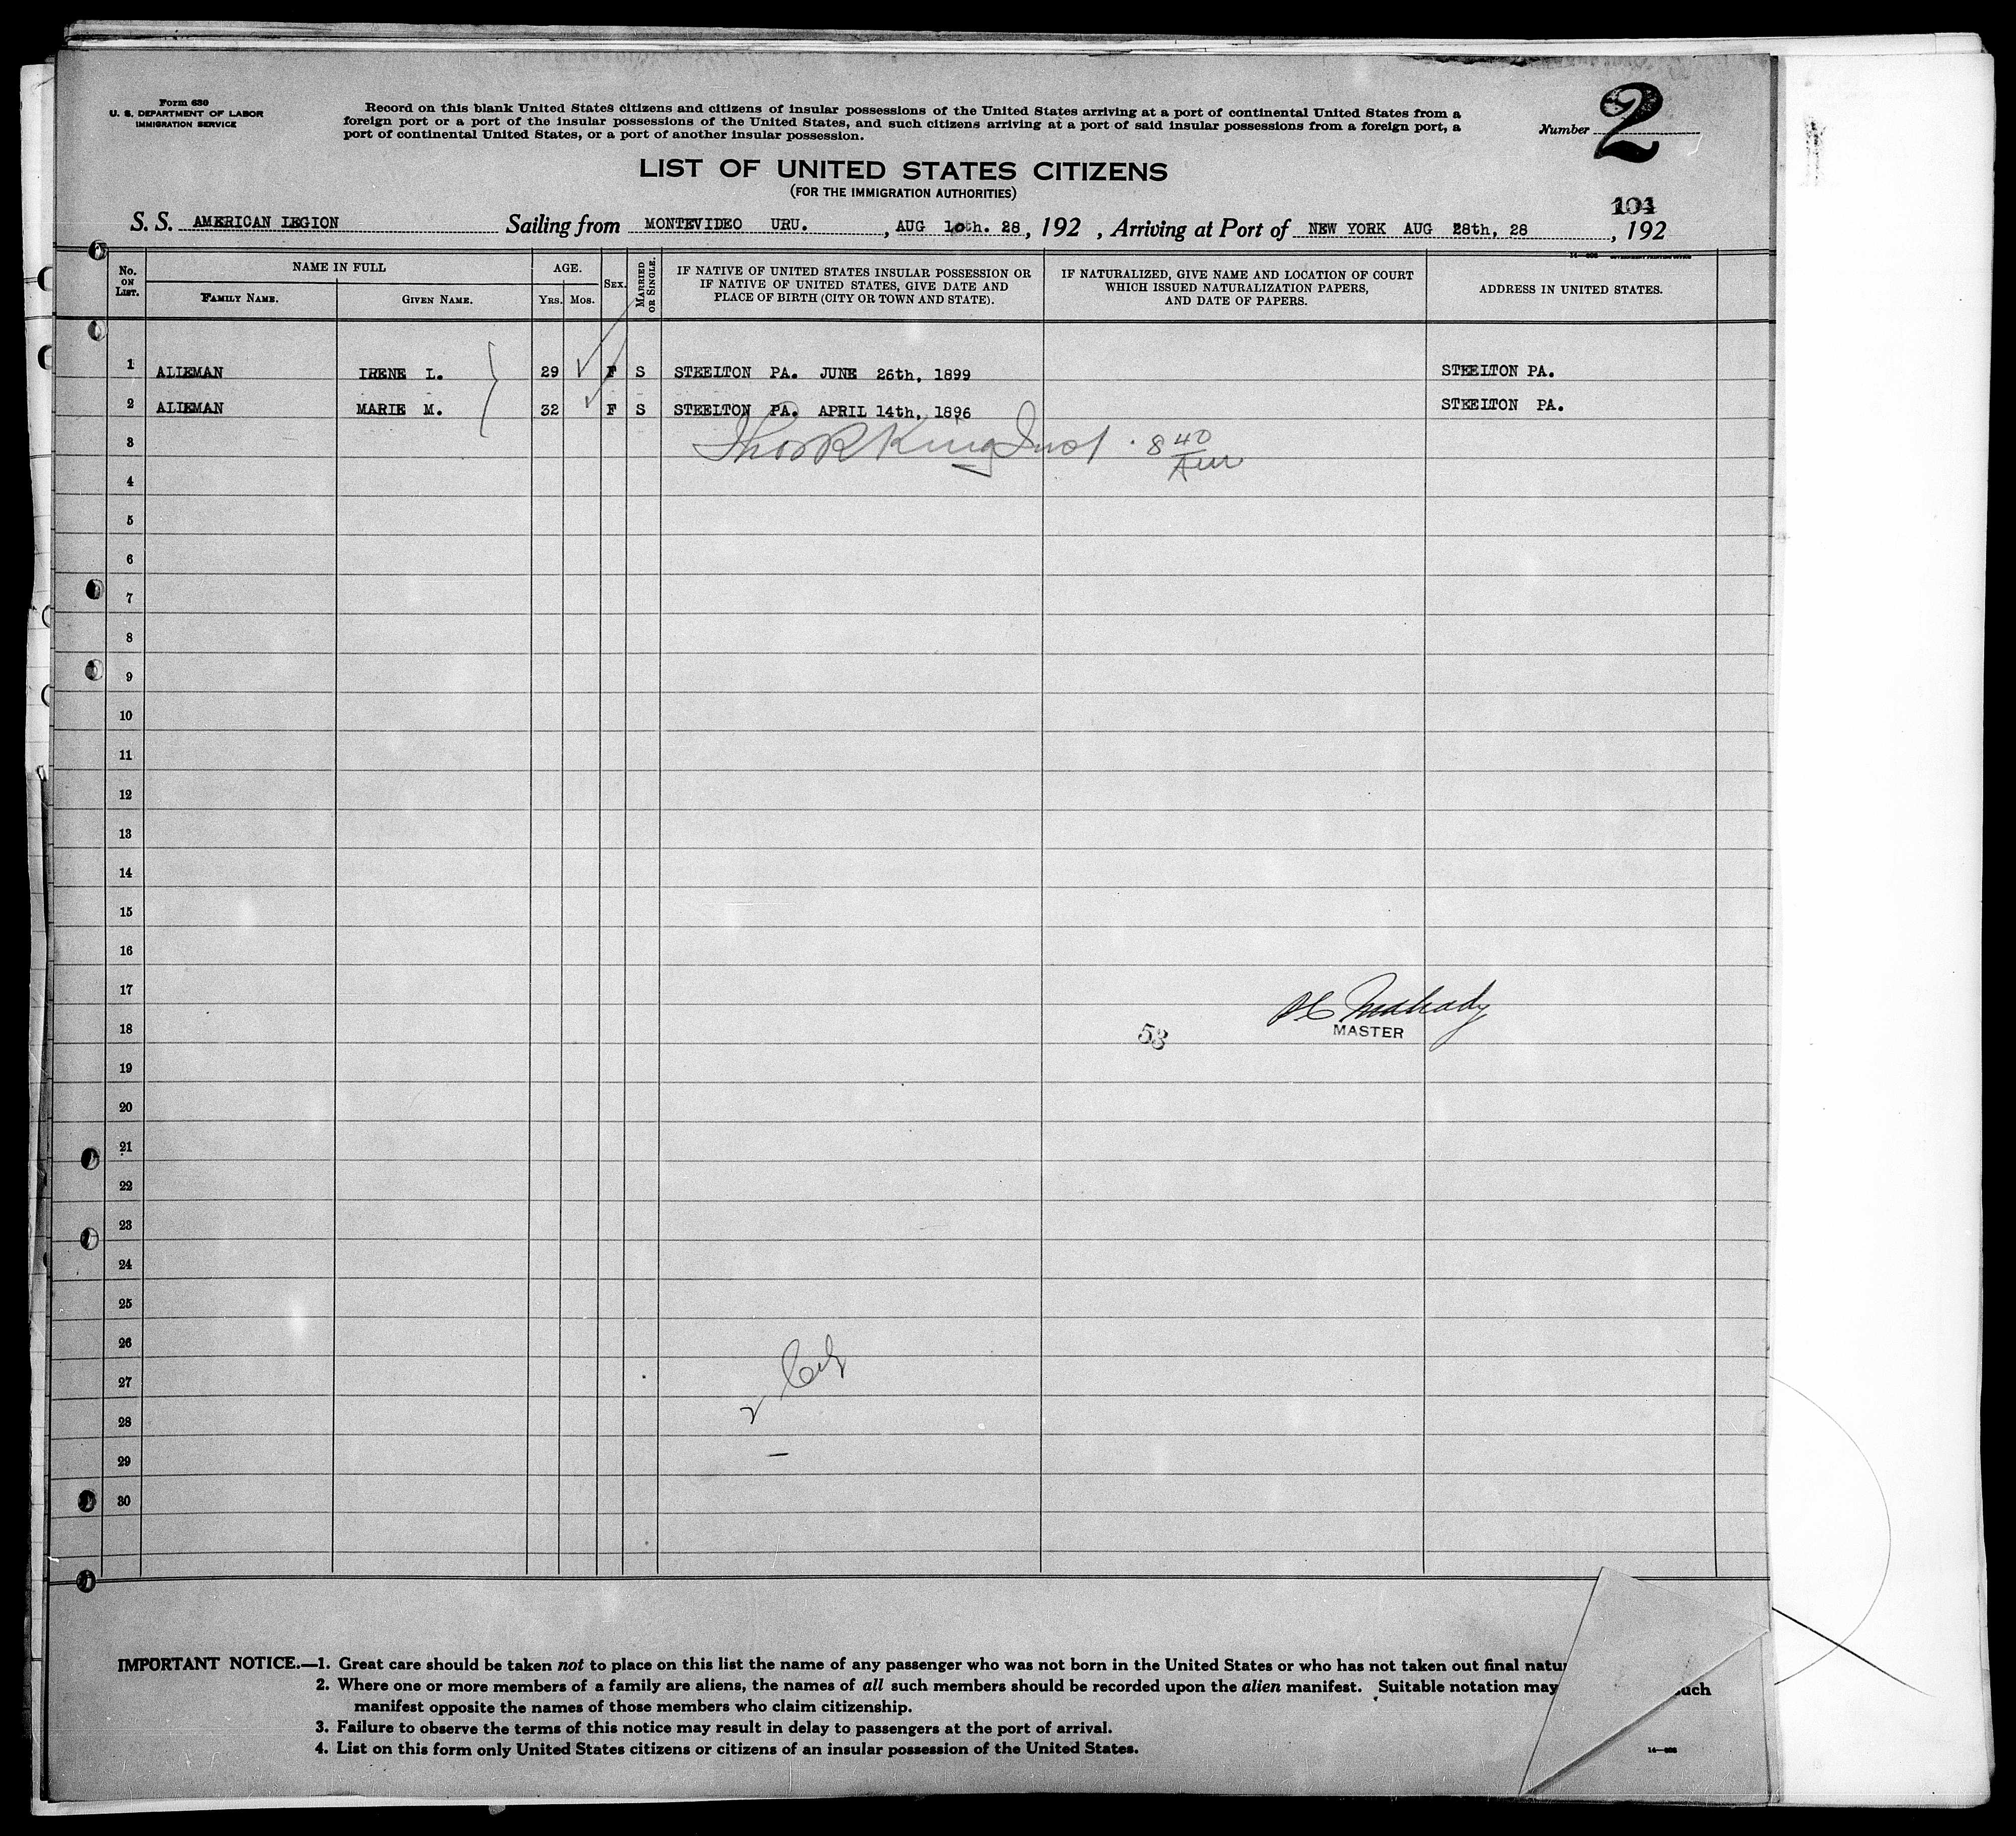 Form 630
U. S. DEPARTMENT OF LABOR
IMMIGRATION SERVICE
Record on this blank United States citizens and citizens of insular possessions of the United States arriving at a port of continental United States from a
foreign port or a port of the insular possessions of the United States, and such citizens arriving at a port of said insular possessions from a foreign port, a
port of continental United States, or a port of another insular possession.
Number 2
LIST OF UNITED STATES CITIZENS
(FOR THE IMMIGRATION AUTHORITIES)
104
S. S. AMERICAN LEGION Sailing from MONTEVIDEO URU. , AUG 10th. 28, 192 , Arriving at Port of NEW YORK AUG 28th, 28 , 192
No. ON LIST. NAME IN FULL FAMILY NAME. GIVEN NAME. AGE. YRS. MOS. SEX. MARRIED OR SINGLE.
IF NATIVE OF UNITED STATES INSULAR POSSESSION OR
IF NATIVE OF UNITED STATES, GIVE DATE AND
PLACE OF BIRTH (CITY OR TOWN AND STATE).
IF NATURALIZED, GIVE NAME AND LOCATION OF COURT
WHICH ISSUED NATURALIZATION PAPERS,
AND DATE OF PAPERS.
ADDRESS IN UNITED STATES.
1 ALIEMAN IRENE L. 29 F S STEELTON PA. JUNE 26th, 1899 STEELTON PA.
2 ALIEMAN MARIE M. 32 F S STEELTON PA. APRIL 14th, 1896 STEELTON PA.
3 Thos R King Insp. 8 40
4
5
6
7
8
9
10
11
12
13
14
15
16
17
18 53 MASTER
19
20
21
22
23
24
25
26
27
28
29
30
IMPORTANT NOTICE.—1. Great care should be taken not to place on this list the name of any passenger who was not born in the United States or who has not taken out final natu
2. Where one or more members of a family are aliens, the names of all such members should be recorded upon the alien manifest. Suitable notation may uch
manifest opposite the names of those members who claim citizenship.
3. Failure to observe the terms of this notice may result in delay to passengers at the port of arrival.
4. List on this form only United States citizens or citizens of an insular possession of the United States.